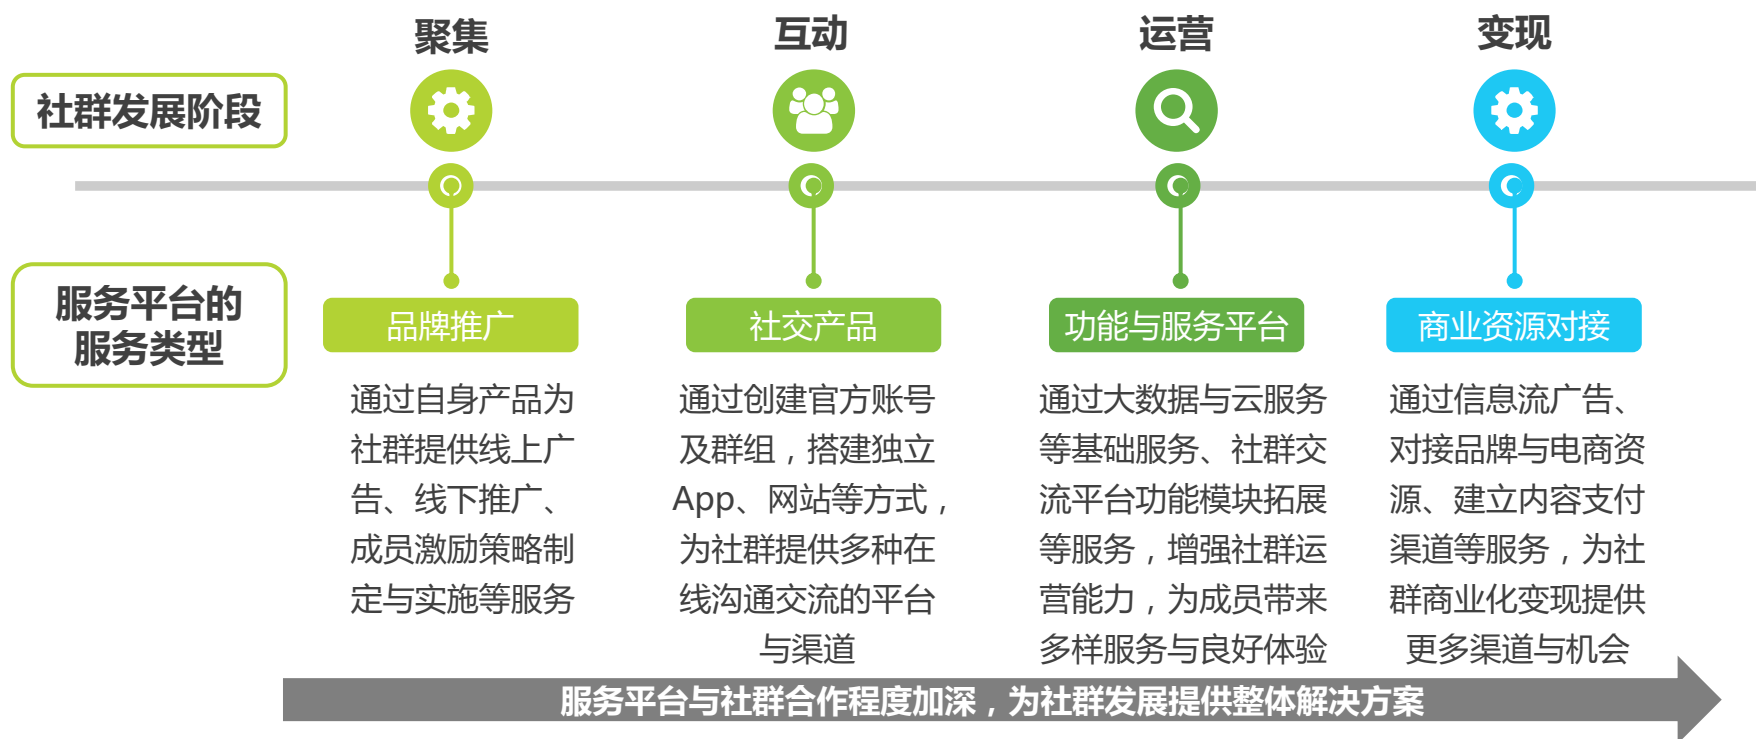 聚集
互动
运营
变现
社群发展阶段
服务平台的
服务类型
品牌推广
社交产品
功能与服务平台
商业资源对接
通过自身产品为
社群提供线上广
告、线下推广、
成员激励策略制
定与实施等服务
通过创建官方账号
及群组，搭建独立
App、网站等方式，
为社群提供多种在
线沟通交流的平台
与渠道
通过大数据与云服务
等基础服务、社群交
流平台功能模块拓展
等服务，增强社群运
营能力，为成员带来
多样服务与良好体验
通过信息流广告、
对接品牌与电商资
源、建立内容支付
渠道等服务，为社
群商业化变现提供
更多渠道与机会
服务平台与社群合作程度加深，为社群发展提供整体解决方案